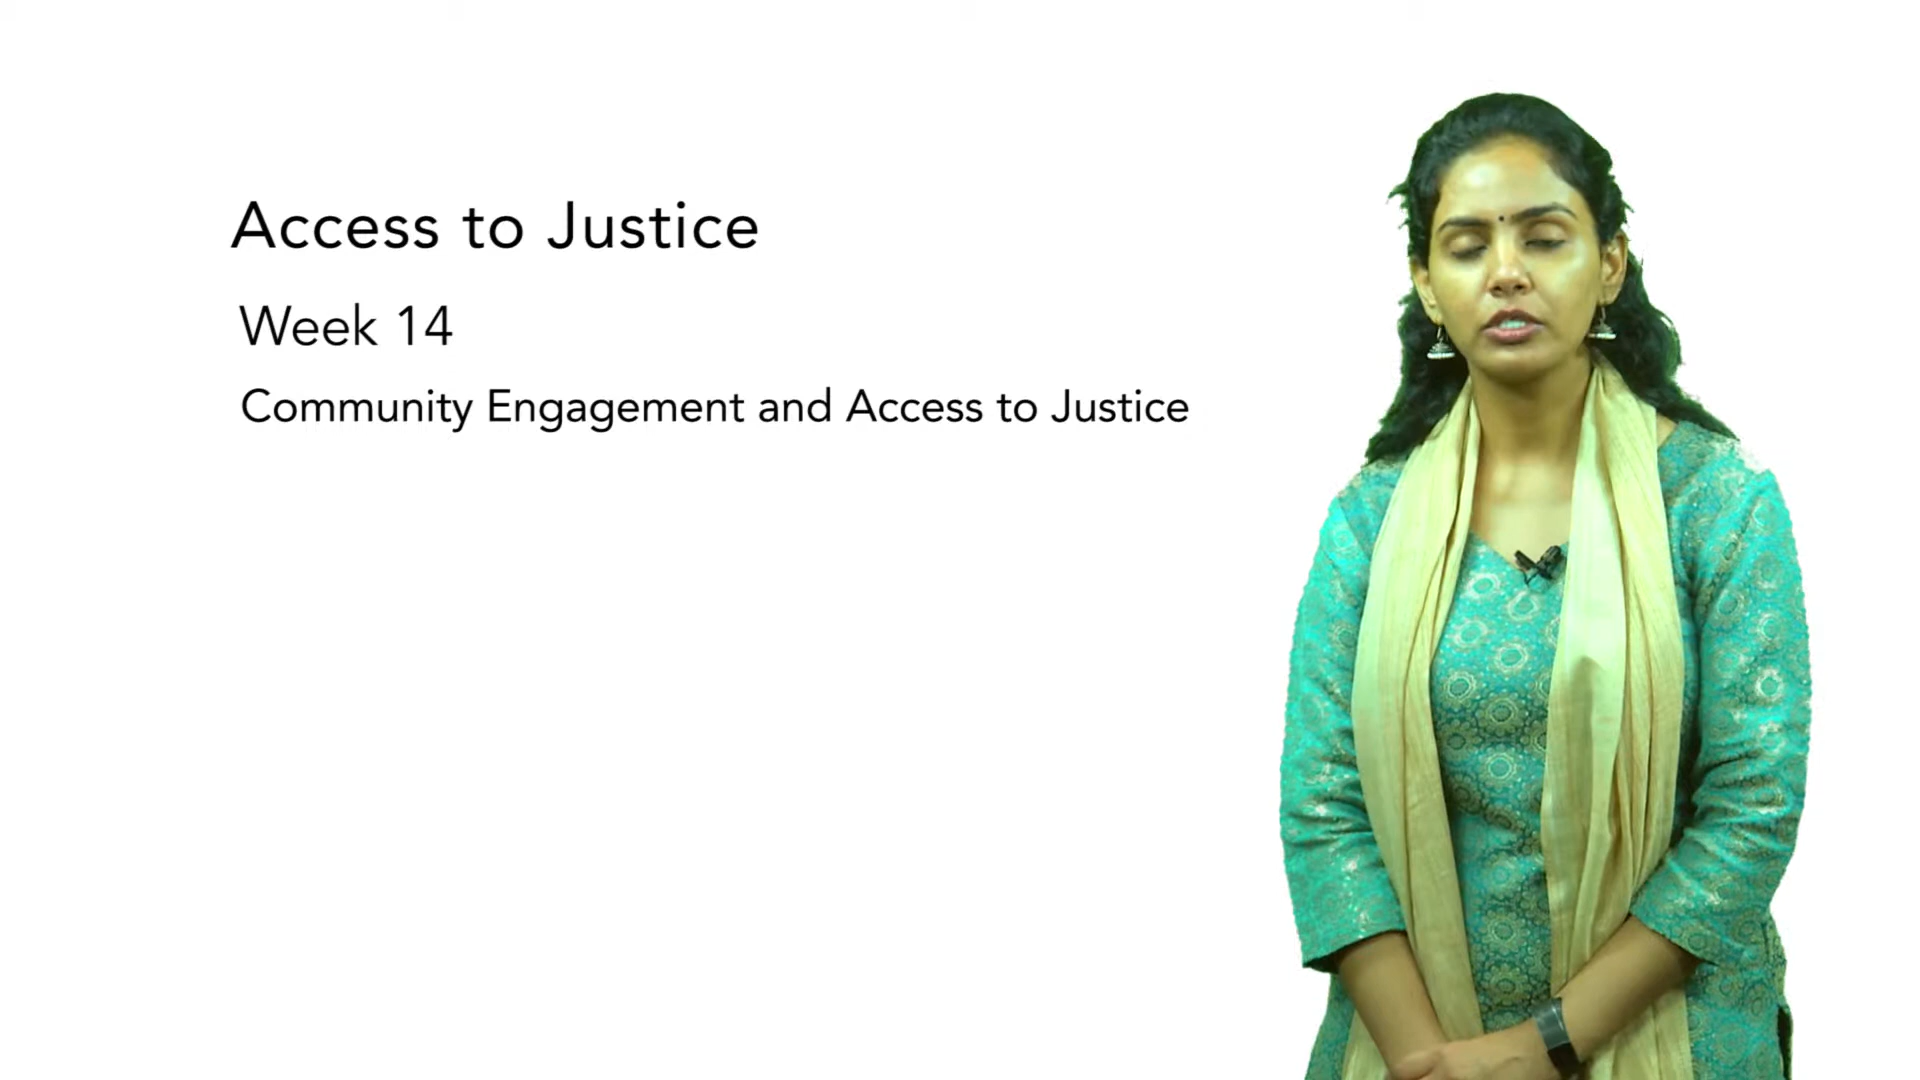 Access to Justice
Week 14
Community Engagement and Access to Justice